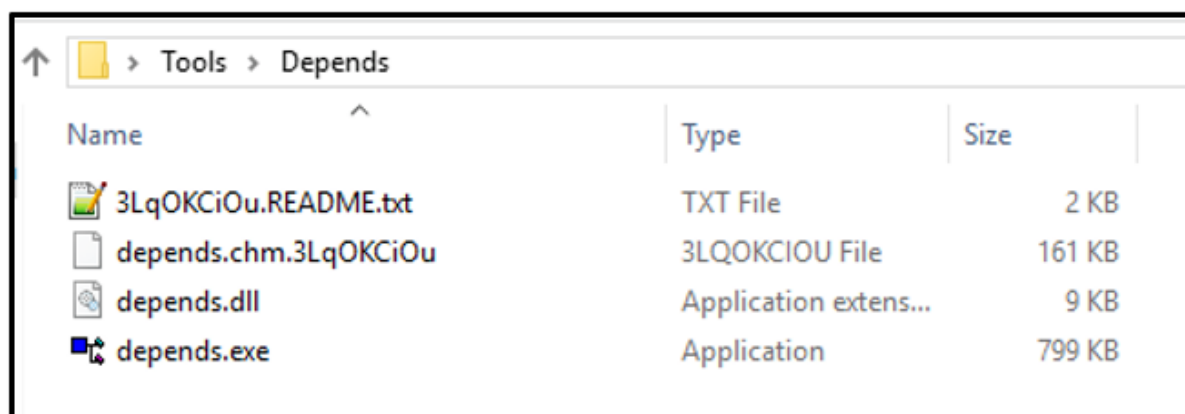 Tools > Depends
Name Type Size
3LqOKCiOu.README.txt TXT File 2 KB
depends.chm.3LqOKCiOu 3LQOKCIOU File 161 KB
depends.dll Application extens... 9 KB
depends.exe Application 799 KB